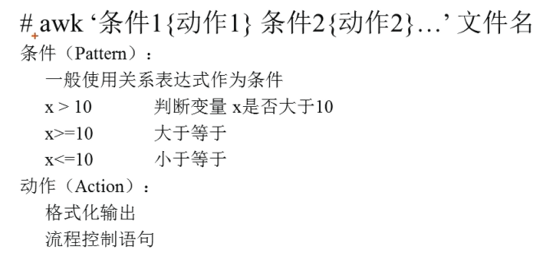 # awk ‘条件1{动作1} 条件2{动作2}…’ 文件名
条件（Pattern）：
一般使用关系表达式作为条件
x > 10 判断变量 x是否大于10
x>=10 大于等于
x<=10 小于等于
动作（Action）：
格式化输出
流程控制语句